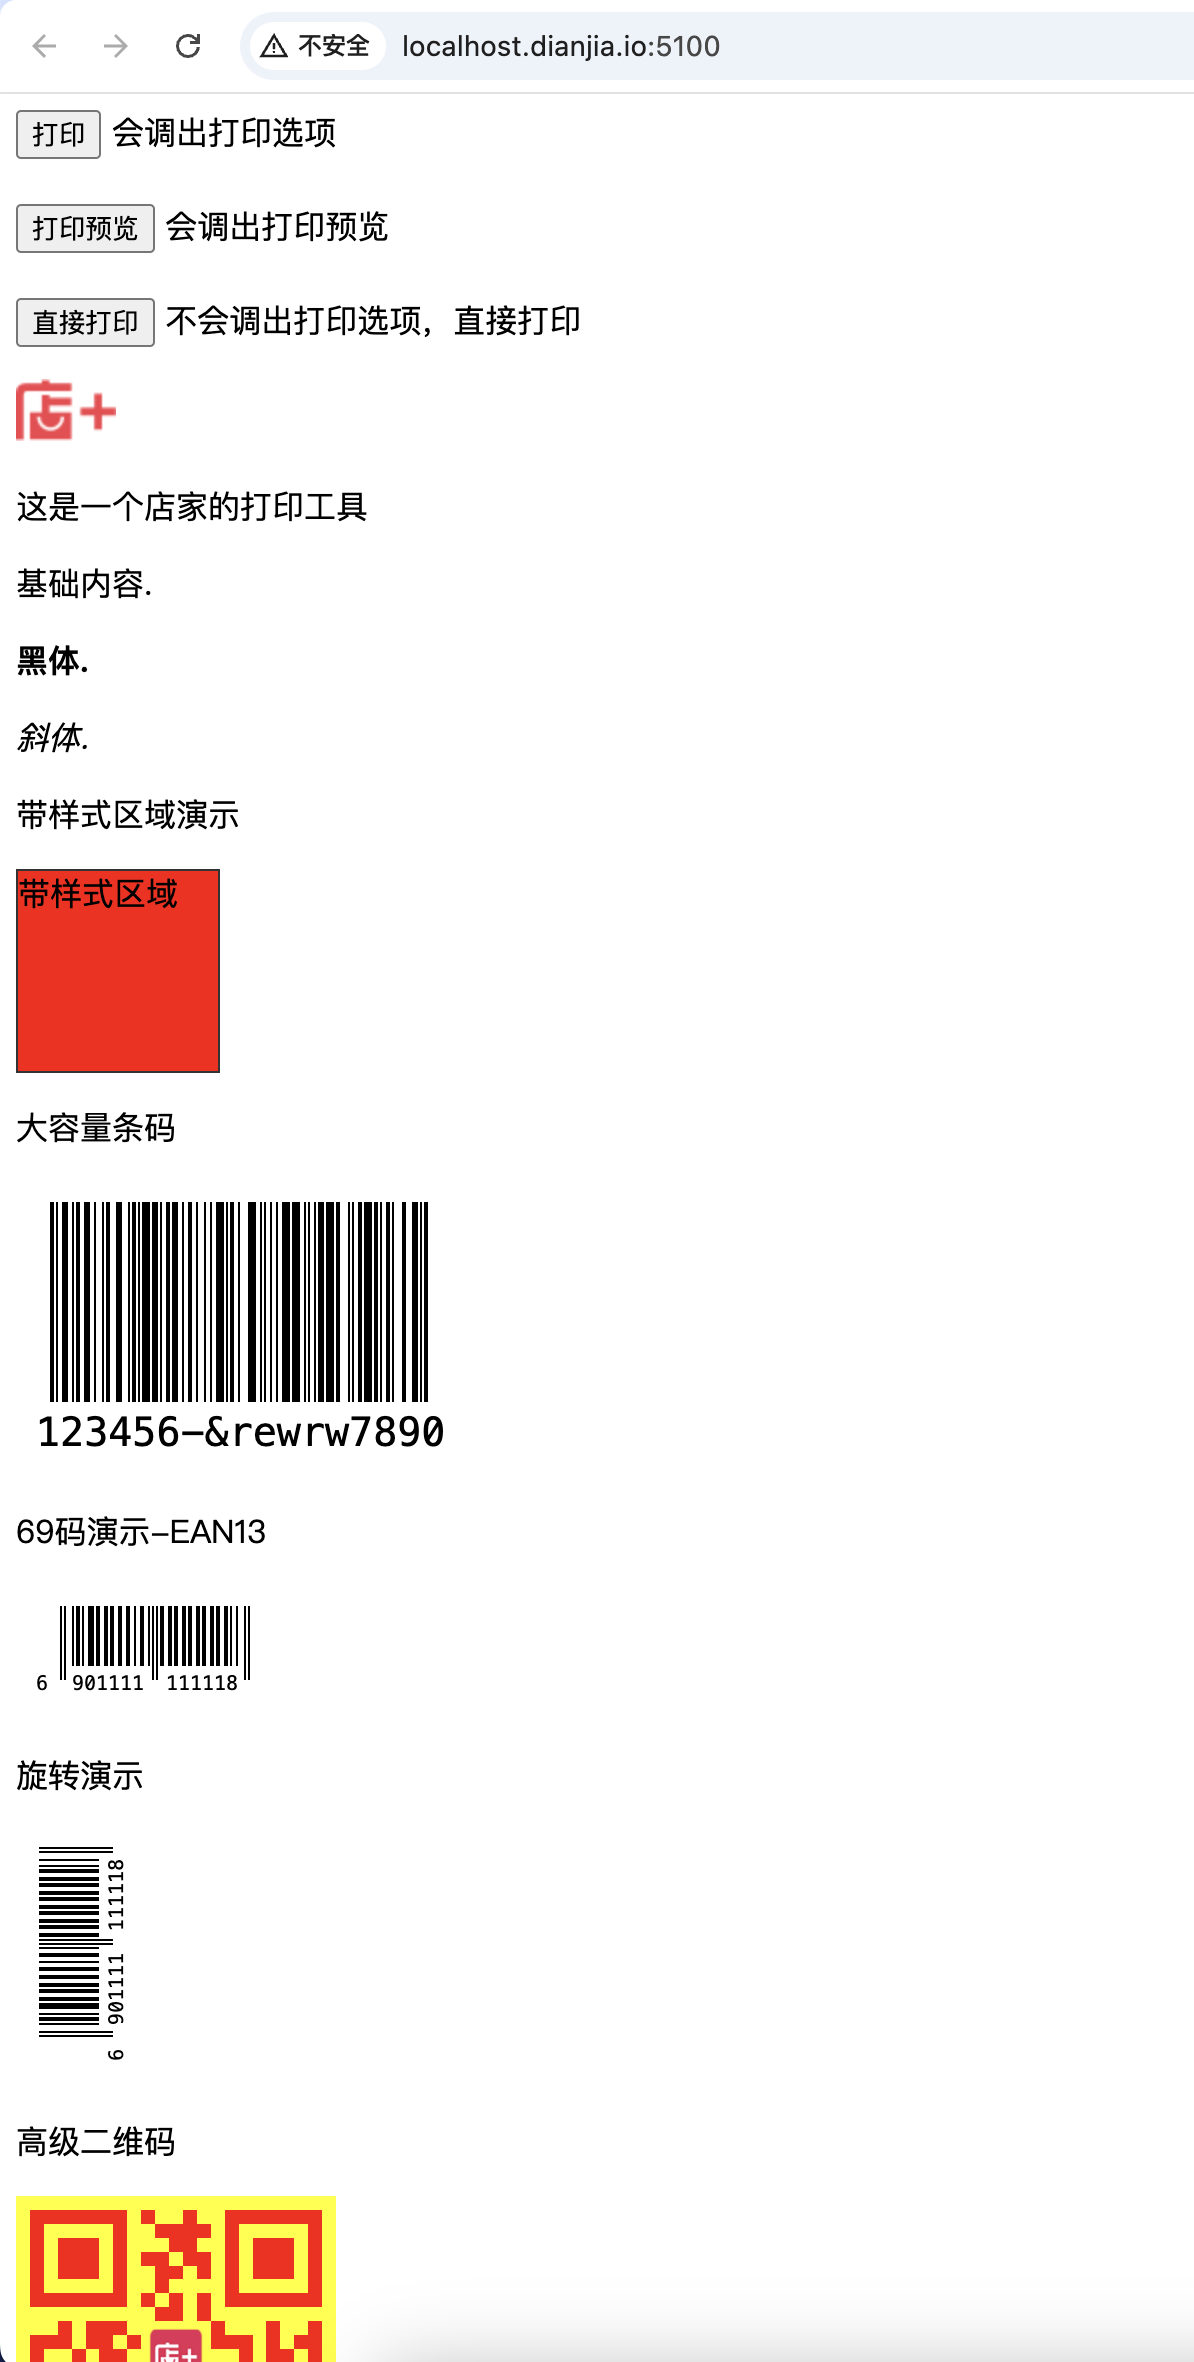 不安全 localhost.dianjia.io:5100
打印 会调出打印选项
打印预览 会调出打印预览
直接打印 不会调出打印选项，直接打印
店+
这是一个店家的打印工具
基础内容.
黑体.
斜体.
带样式区域演示
带样式区域
大容量条码
123456-&rewrw7890
69码演示-EAN13
6 901111 111118
旋转演示
6 901111 111118
高级二维码
店+